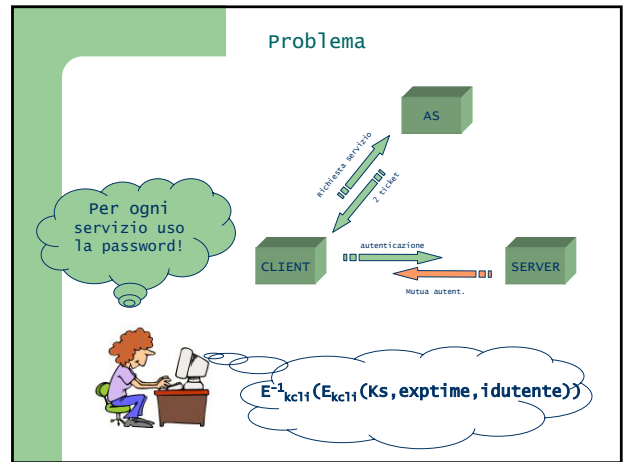 Problema
AS
Richiesta servizio
2 ticket
Per ogni
servizio uso
la password!
CLIENT
autenticazione
SERVER
Mutua autent.
E⁻¹kcli(Ekcli(Ks,exptime,idutente))